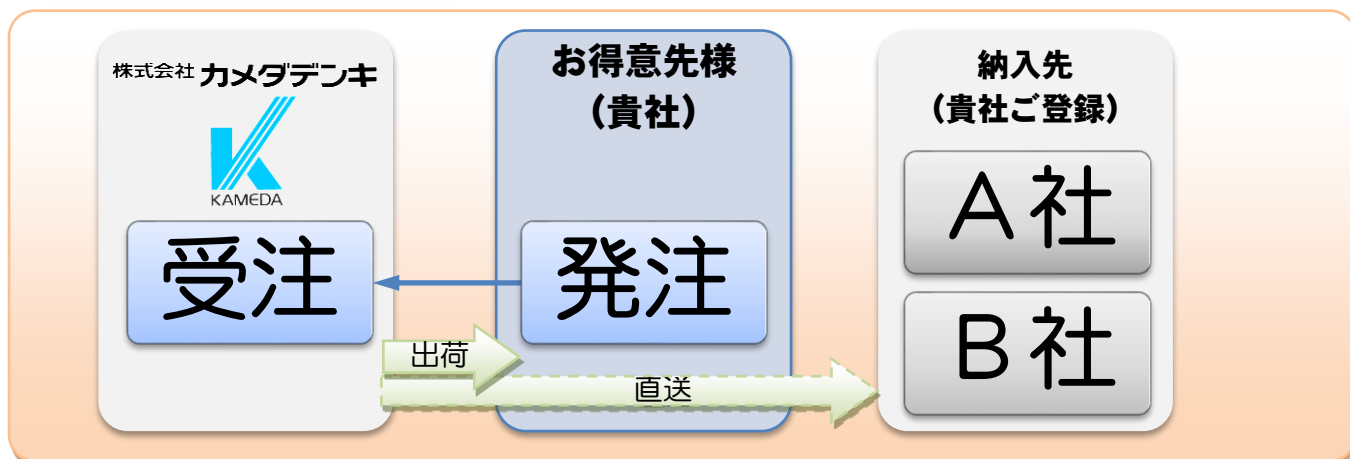 株式会社 カメダデンキ
KAMEDA
受注
お得意先様
（貴社）
発注
納入先
（貴社ご登録）
A社
B社
出荷
直送